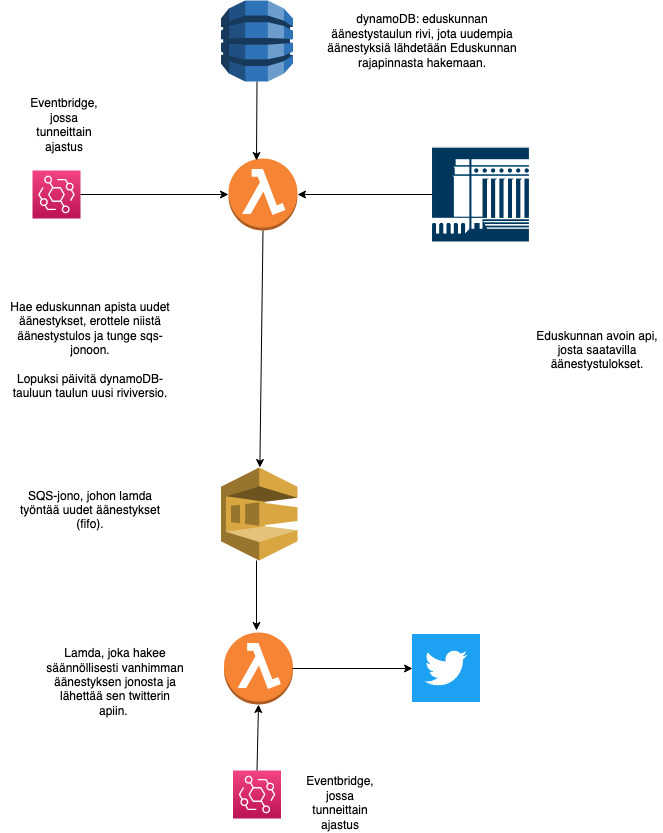 dynamoDB: eduskunnan
äänestystaulun rivi, jota uudempia
äänestyksiä lähdetään Eduskunnan
rajapinnasta hakemaan.
Eventbridge,
jossa
tunneittain
ajastus
Hae eduskunnan apista uudet
äänestykset, erottele niistä
äänestystulos ja tunge sqs-
jonoon.
Lopuksi päivitä dynamoDB-
tauluun taulun uusi riviversio.
Eduskunnan avoin api,
josta saatavilla
äänestystulokset.
SQS-jono, johon lamda
työntää uudet äänestykset
(fifo).
Lamda, joka hakee
säännöllisesti vanhimman
äänestyksen jonosta ja
lähettää sen twitterin
apiin.
Eventbridge,
jossa
tunneittain
ajastus